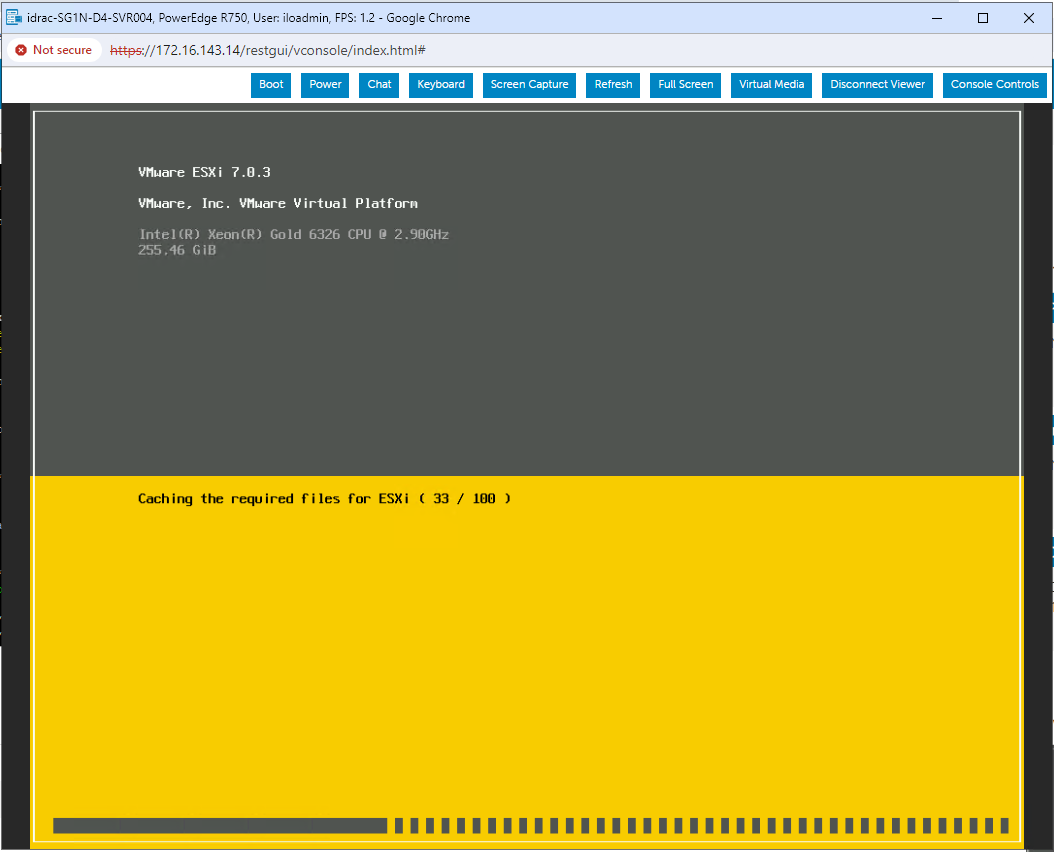 idrac-SG1N-D4-SVR004, PowerEdge R750, User: iloadmin, FPS: 1.2 - Google Chrome
Not secure https://172.16.143.14/restgui/vconsole/index.html#
Boot Power Chat Keyboard Screen Capture Refresh Full Screen Virtual Media Disconnect Viewer Console Controls
VMware ESXi 7.0.3
VMware, Inc. VMware Virtual Platform
Intel(R) Xeon(R) Gold 6326 CPU @ 2.90GHz
255.46 GiB
Caching the required files for ESXi ( 33 / 180 )